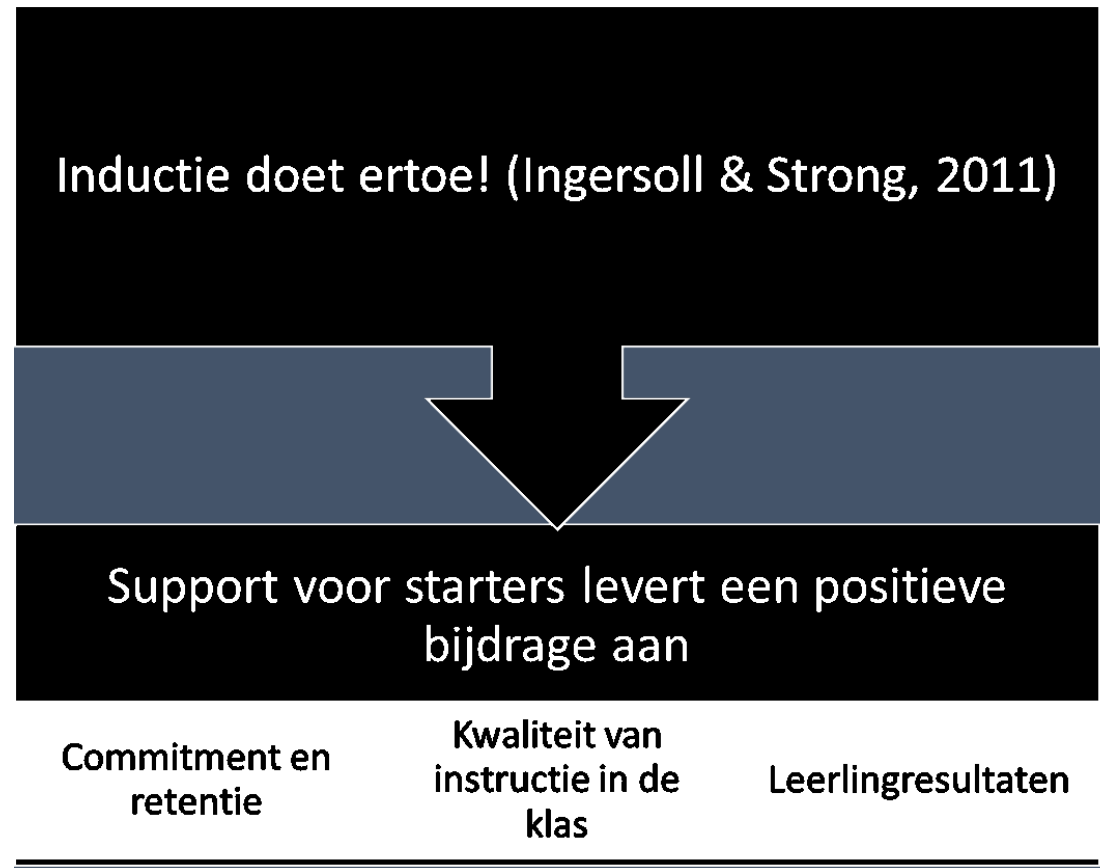 Inductie doet ertoe! (Ingersoll & Strong, 2011)
Support voor starters levert een positieve
bijdrage aan
Commitment en
retentie
Kwaliteit van
instructie in de
klas
Leerlingresultaten